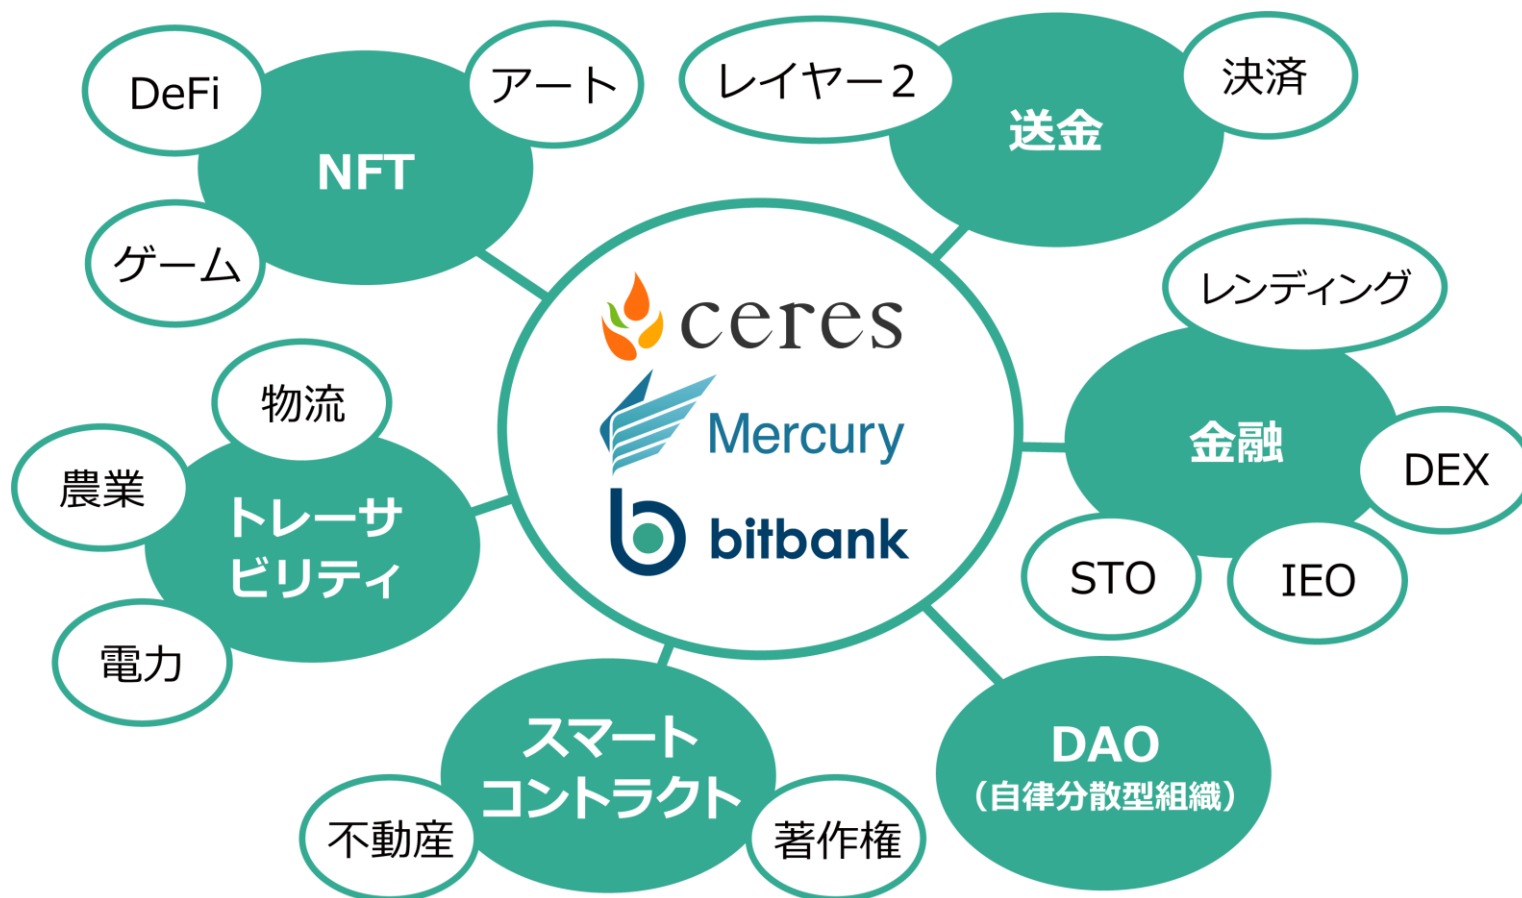 DeFi
アート
NFT
ゲーム
レイヤー2
決済
送金
レンディング
金融
DEX
STO
IEO
ceres
Mercury
bitbank
物流
農業
トレーサ
ビリティ
電力
スマート
コントラクト
不動産
著作権
DAO
(自律分散型組織)